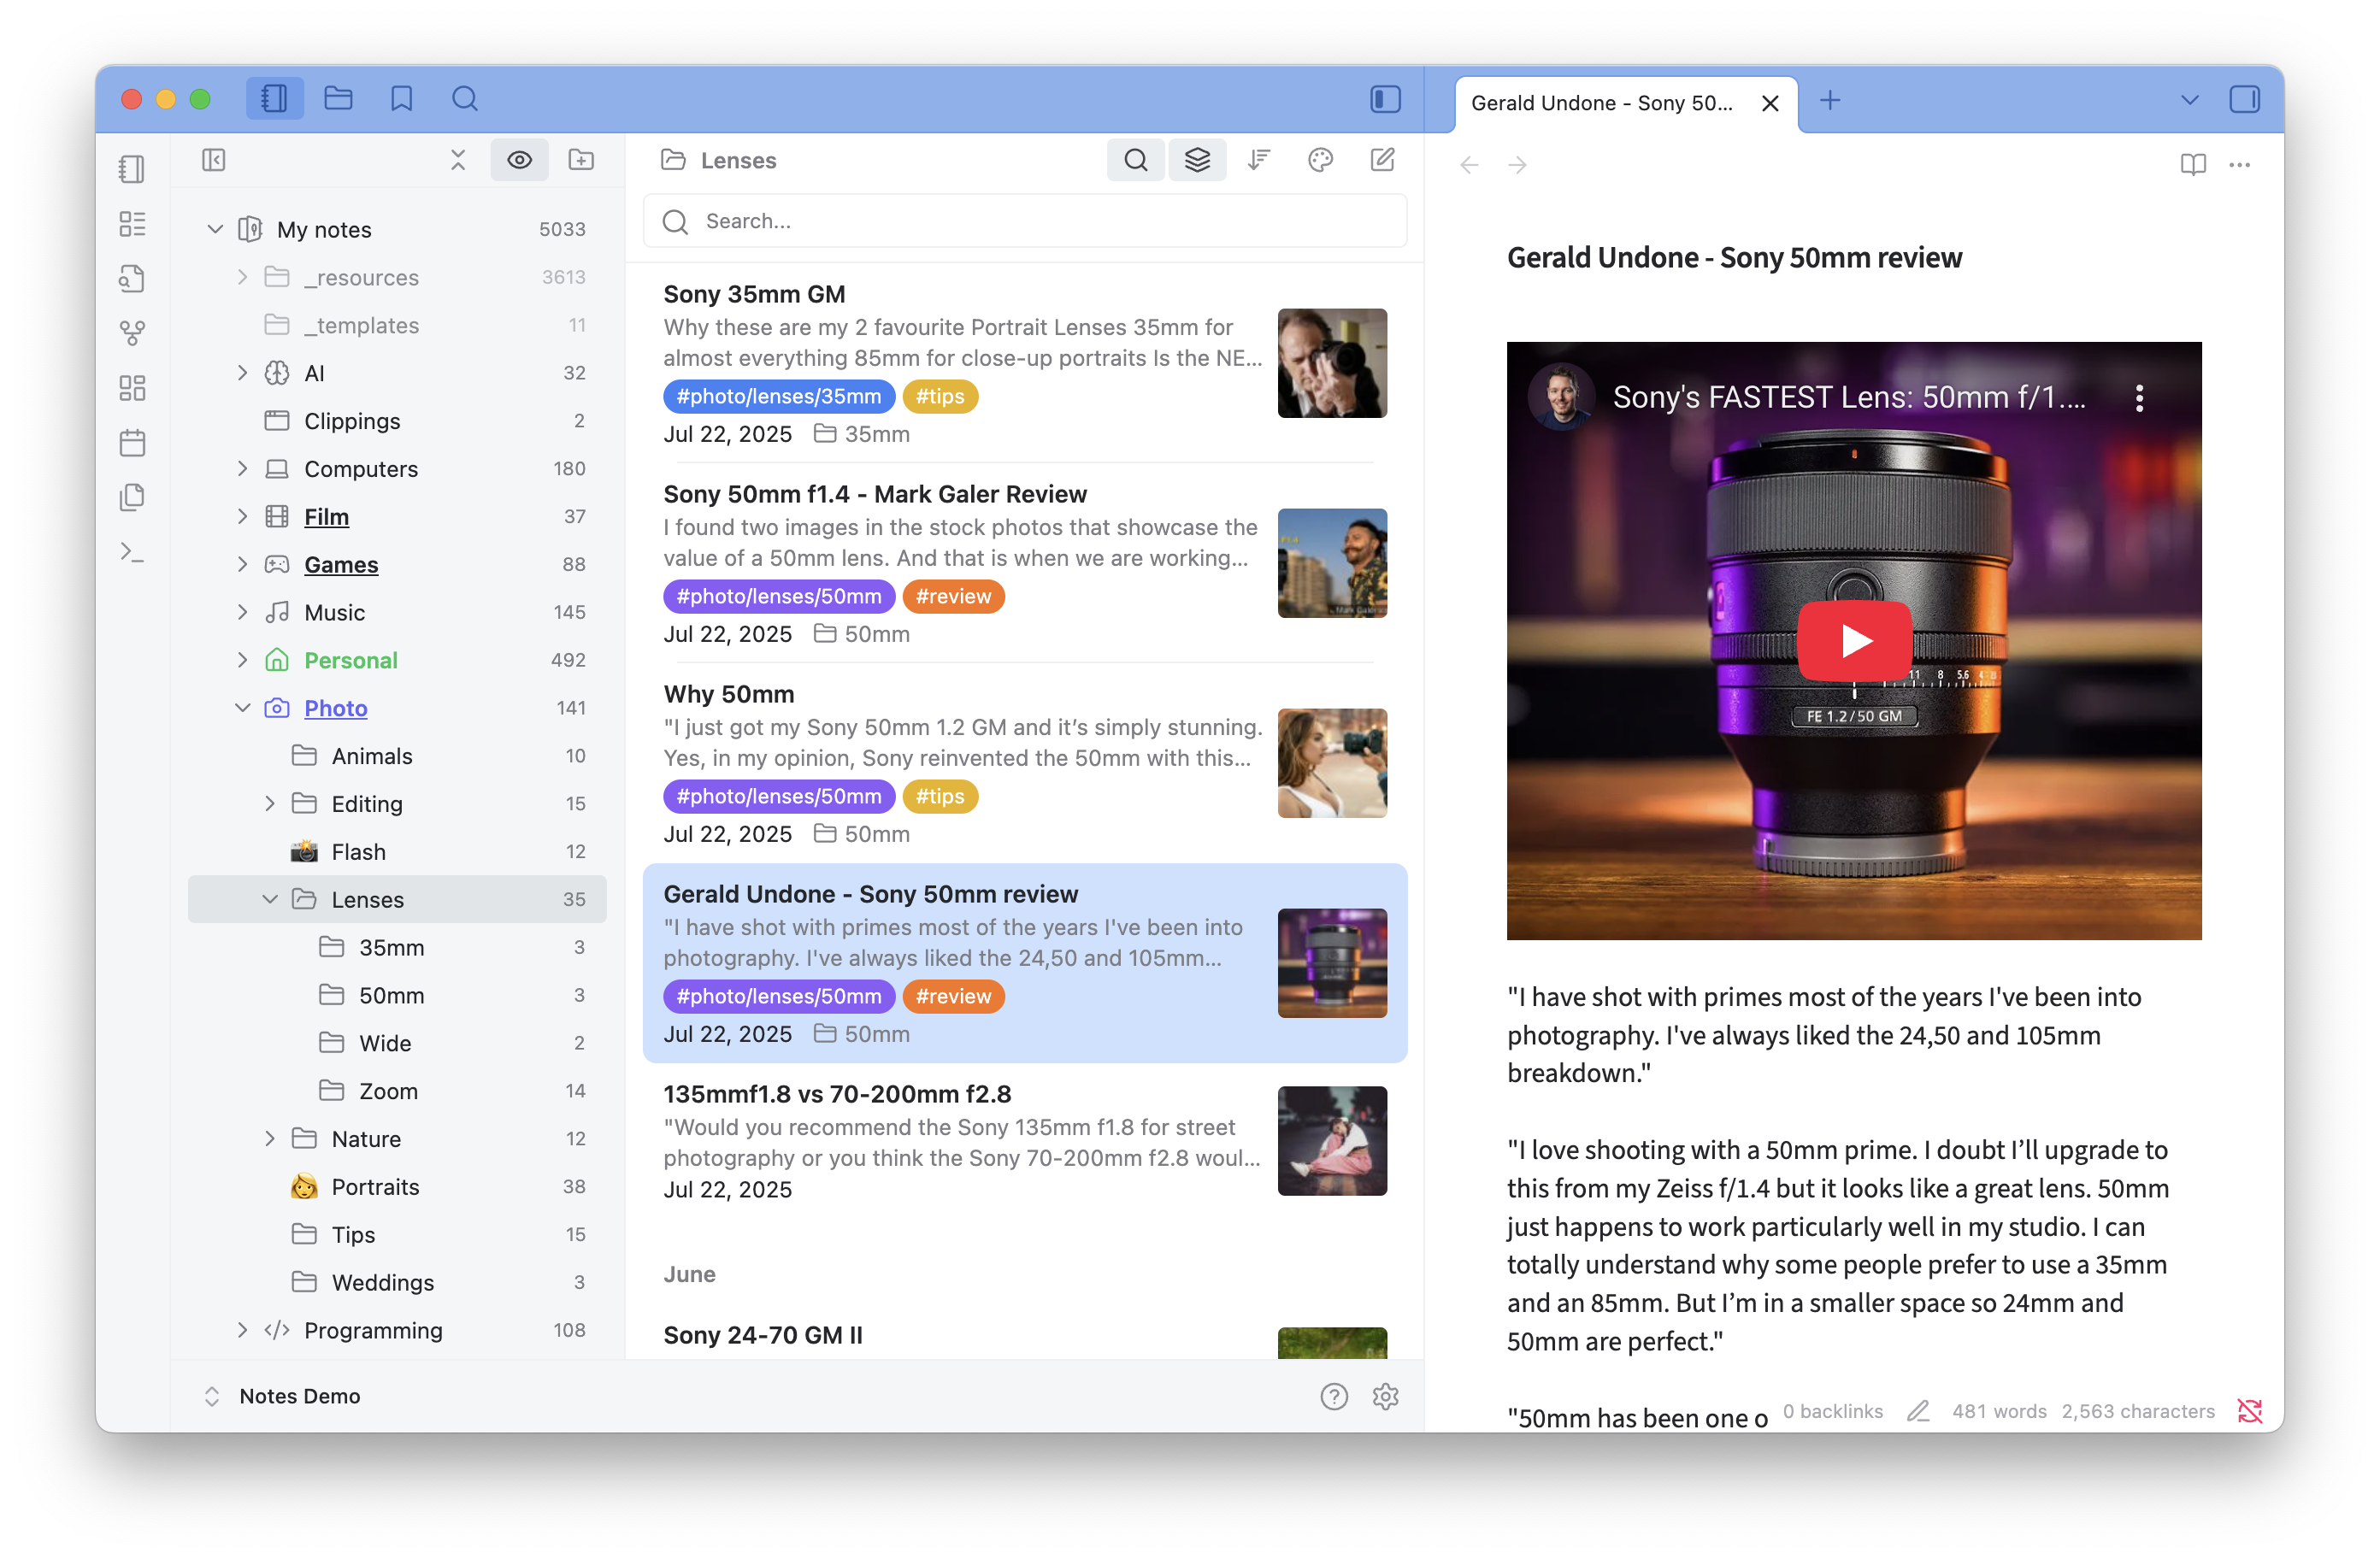 Gerald Undone - Sony 50...
My notes 5033
_resources 3613
_templates 11
AI 32
Clippings 2
Computers 180
Film 37
Games 88
Music 145
Personal 492
Photo 141
Animals 10
Editing 15
Flash 12
Lenses 35
35mm 3
50mm 3
Wide 2
Zoom 14
Nature 12
Portraits 38
Tips 15
Weddings 3
Programming 108
Notes Demo
Lenses
Search...
Sony 35mm GM
Why these are my 2 favourite Portrait Lenses 35mm for
almost everything 85mm for close-up portraits Is the NE...
#photo/lenses/35mm #tips
Jul 22, 2025 35mm
Sony 50mm f1.4 - Mark Galer Review
I found two images in the stock photos that showcase the
value of a 50mm lens. And that is when we are working...
#photo/lenses/50mm #review
Jul 22, 2025 50mm
Why 50mm
"I just got my Sony 50mm 1.2 GM and it’s simply stunning.
Yes, in my opinion, Sony reinvented the 50mm with this...
#photo/lenses/50mm #tips
Jul 22, 2025 50mm
Gerald Undone - Sony 50mm review
"I have shot with primes most of the years I've been into
photography. I've always liked the 24,50 and 105mm...
#photo/lenses/50mm #review
Jul 22, 2025 50mm
135mmf1.8 vs 70-200mm f2.8
"Would you recommend the Sony 135mm f1.8 for street
photography or you think the Sony 70-200mm f2.8 woul...
Jul 22, 2025
June
Sony 24-70 GM II
Gerald Undone - Sony 50mm review
Sony's FASTEST Lens: 50mm f/1....
11 8 5.6 4
FE 1.2/50 GM
"I have shot with primes most of the years I've been into
photography. I've always liked the 24,50 and 105mm
breakdown."
"I love shooting with a 50mm prime. I doubt I’ll upgrade to
this from my Zeiss f/1.4 but it looks like a great lens. 50mm
just happens to work particularly well in my studio. I can
totally understand why some people prefer to use a 35mm
and an 85mm. But I’m in a smaller space so 24mm and
50mm are perfect."
"50mm has been one o
0 backlinks 481 words 2,563 characters